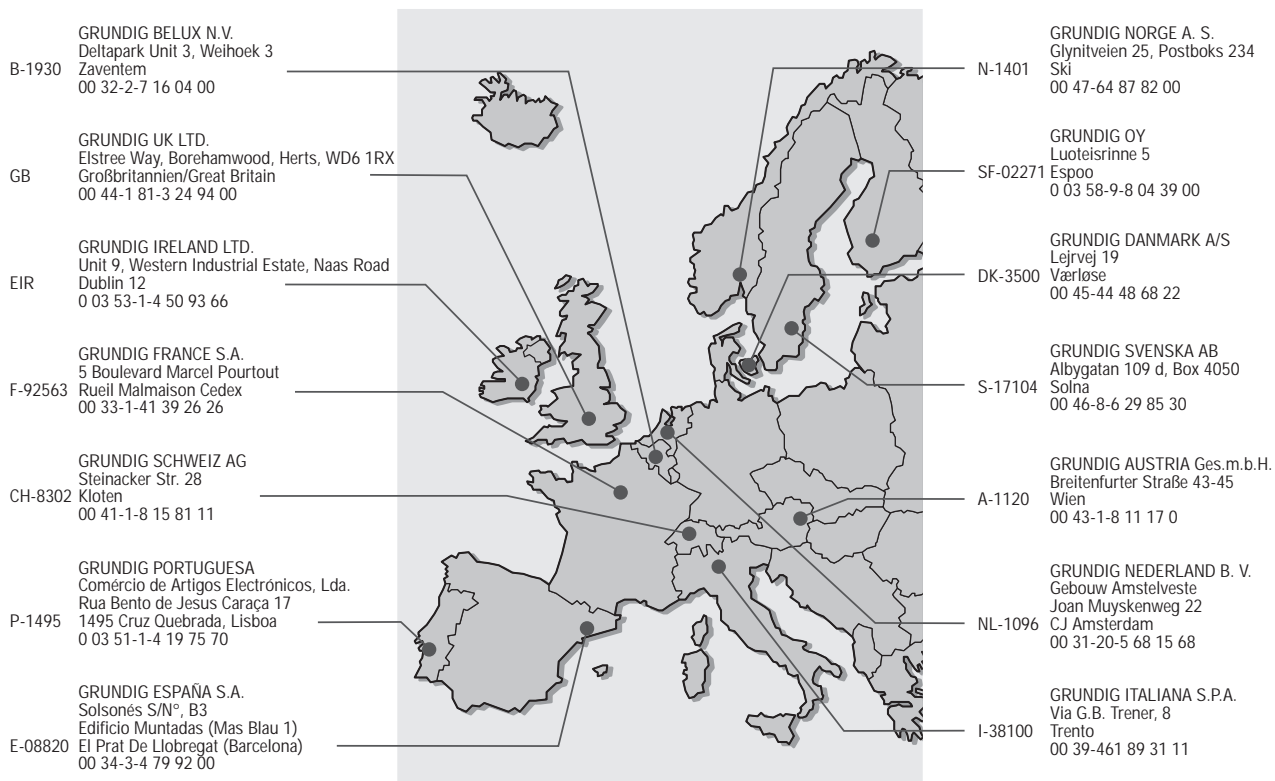 GRUNDIG BELUX N.V.
Deltapark Unit 3, Weihoek 3
B-1930 Zaventem
00 32-2-7 16 04 00
GRUNDIG UK LTD.
Elstree Way, Borehamwood, Herts, WD6 1RX
GB Großbritannien/Great Britain
00 44-1 81-3 24 94 00
GRUNDIG IRELAND LTD.
Unit 9, Western Industrial Estate, Naas Road
EIR Dublin 12
0 03 53-1-4 50 93 66
GRUNDIG FRANCE S.A.
5 Boulevard Marcel Pourtout
F-92563 Rueil Malmaison Cedex
00 33-1-41 39 26 26
GRUNDIG SCHWEIZ AG
Steinacker Str. 28
CH-8302 Kloten
00 41-1-8 15 81 11
GRUNDIG PORTUGUESA
Comércio de Artigos Electrónicos, Lda.
Rua Bento de Jesus Caraça 17
P-1495 1495 Cruz Quebrada, Lisboa
0 03 51-1-4 19 75 70
GRUNDIG ESPAÑA S.A.
Solsonés S/N°, B3
Edificio Muntadas (Mas Blau 1)
E-08820 El Prat De Llobregat (Barcelona)
00 34-3-4 79 92 00
GRUNDIG NORGE A. S.
Glynitveien 25, Postboks 234
N-1401 Ski
00 47-64 87 82 00
GRUNDIG OY
Luoteisrinne 5
SF-02271 Espoo
0 03 58-9-8 04 39 00
GRUNDIG DANMARK A/S
Lejrvej 19
DK-3500 Værløse
00 45-44 48 68 22
GRUNDIG SVENSKA AB
Albygatan 109 d, Box 4050
S-17104 Solna
00 46-8-6 29 85 30
GRUNDIG AUSTRIA Ges.m.b.H.
Breitenfurter Straße 43-45
A-1120 Wien
00 43-1-8 11 17 0
GRUNDIG NEDERLAND B. V.
Gebouw Amstelveste
Joan Muyskenweg 22
NL-1096 CJ Amsterdam
00 31-20-5 68 15 68
GRUNDIG ITALIANA S.P.A.
Via G.B. Trener, 8
I-38100 Trento
00 39-461 89 31 11